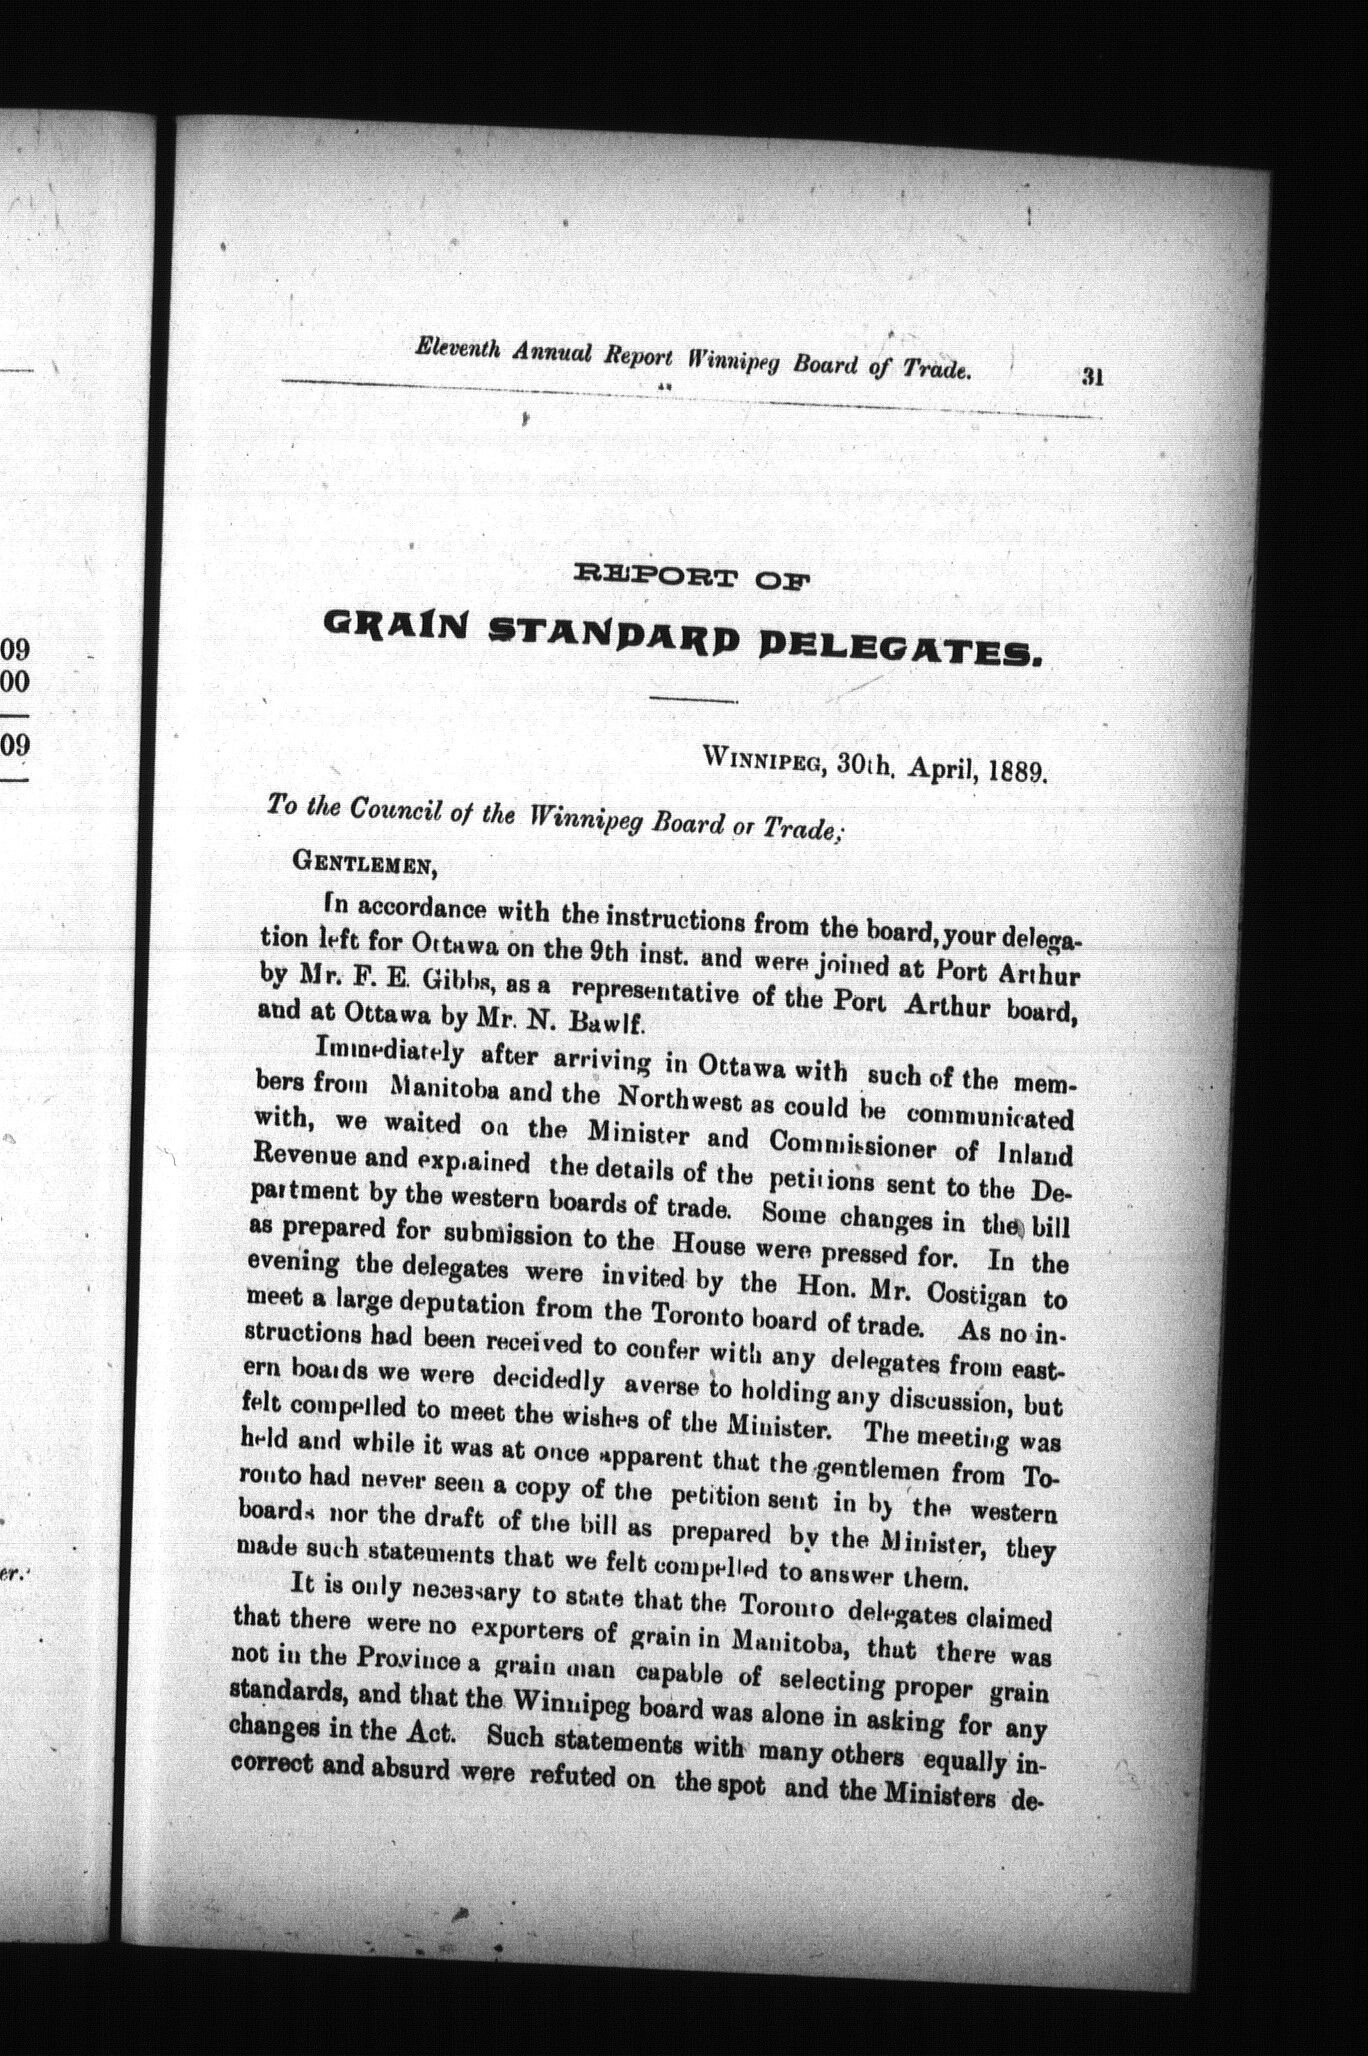 09
00
09
er.
Eleventh Annual Report Winnipeg Board of Trade. 31
REPORT OF
GRAIN STANDARD DELEGATES.
WINNIPEG, 30th, April, 1889.
To the Council of the Winnipeg Board or Trade;
GENTLEMEN,
In accordance with the instructions from the board, your delega-
tion left for Ottawa on the 9th inst. and were joined at Port Arthur
by Mr. F. E. Gibbs, as a representative of the Port Arthur board,
and at Ottawa by Mr. N. Bawlf.
Immediately after arriving in Ottawa with such of the mem-
bers from Manitoba and the Northwest as could be communicated
with, we waited on the Minister and Commissioner of Inland
Revenue and explained the details of the petitions sent to the De-
partment by the western boards of trade. Some changes in the bill
as prepared for submission to the House were pressed for. In the
evening the delegates were invited by the Hon. Mr. Costigan to
meet a large deputation from the Toronto board of trade. As no in-
structions had been received to confer with any delegates from east-
ern boards we were decidedly averse to holding any discussion, but
felt compelled to meet the wishes of the Minister. The meeting was
held and while it was at once apparent that the gentlemen from To-
ronto had never seen a copy of the petition sent in by the western
boards nor the draft of the bill as prepared by the Minister, they
made such statements that we felt compelled to answer them.
It is only necessary to state that the Toronto delegates claimed
that there were no exporters of grain in Manitoba, that there was
not in the Province a grain man capable of selecting proper grain
standards, and that the Winnipeg board was alone in asking for any
changes in the Act. Such statements with many others equally in-
correct and absurd were refuted on the spot and the Ministers de-